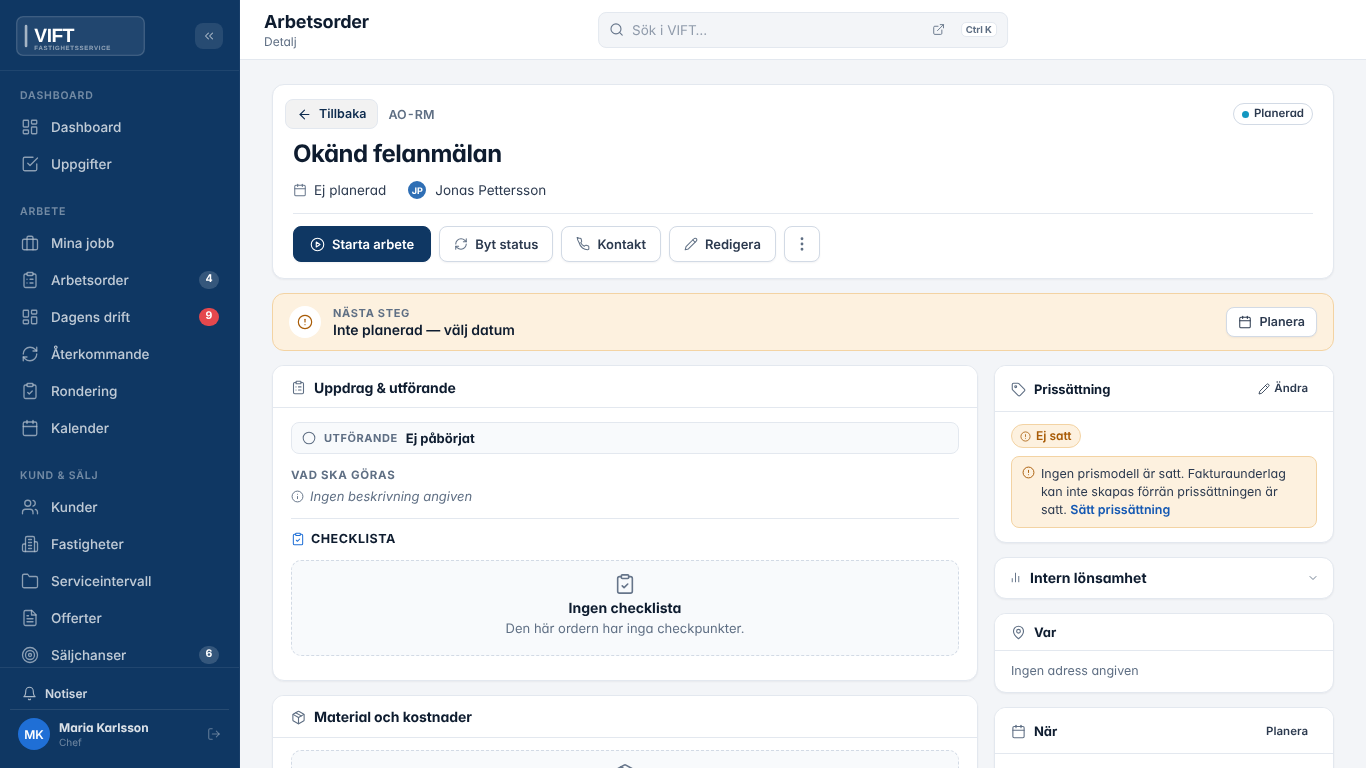 VIFT
FASTIGHETSSERVICE
DASHBOARD
Dashboard
Uppgifter
ARBETE
Mina jobb
Arbetsorder 4
Dagens drift 9
Återkommande
Rondering
Kalender
KUND & SÄLJ
Kunder
Fastigheter
Serviceintervall
Offerter
Säljchanser 6
Notiser
MK
Maria Karlsson
Chef
Arbetsorder
Detalj
Sök i VIFT... Ctrl K
Tillbaka AO-RM Planerad
Okänd felanmälan
Ej planerad JP Jonas Pettersson
Starta arbete Byt status Kontakt Redigera
NÄSTA STEG
Inte planerad — välj datum
Planera
Uppdrag & utförande
UTFÖRANDE Ej påbörjat
VAD SKA GÖRAS
Ingen beskrivning angiven
CHECKLISTA
Ingen checklista
Den här ordern har inga checkpunkter.
Material och kostnader
Prissättning Ändra
Ej satt
Ingen prismodell är satt. Fakturaunderlag
kan inte skapas förrän prissättningen är
satt. Sätt prissättning
Intern lönsamhet
Var
Ingen adress angiven
När Planera